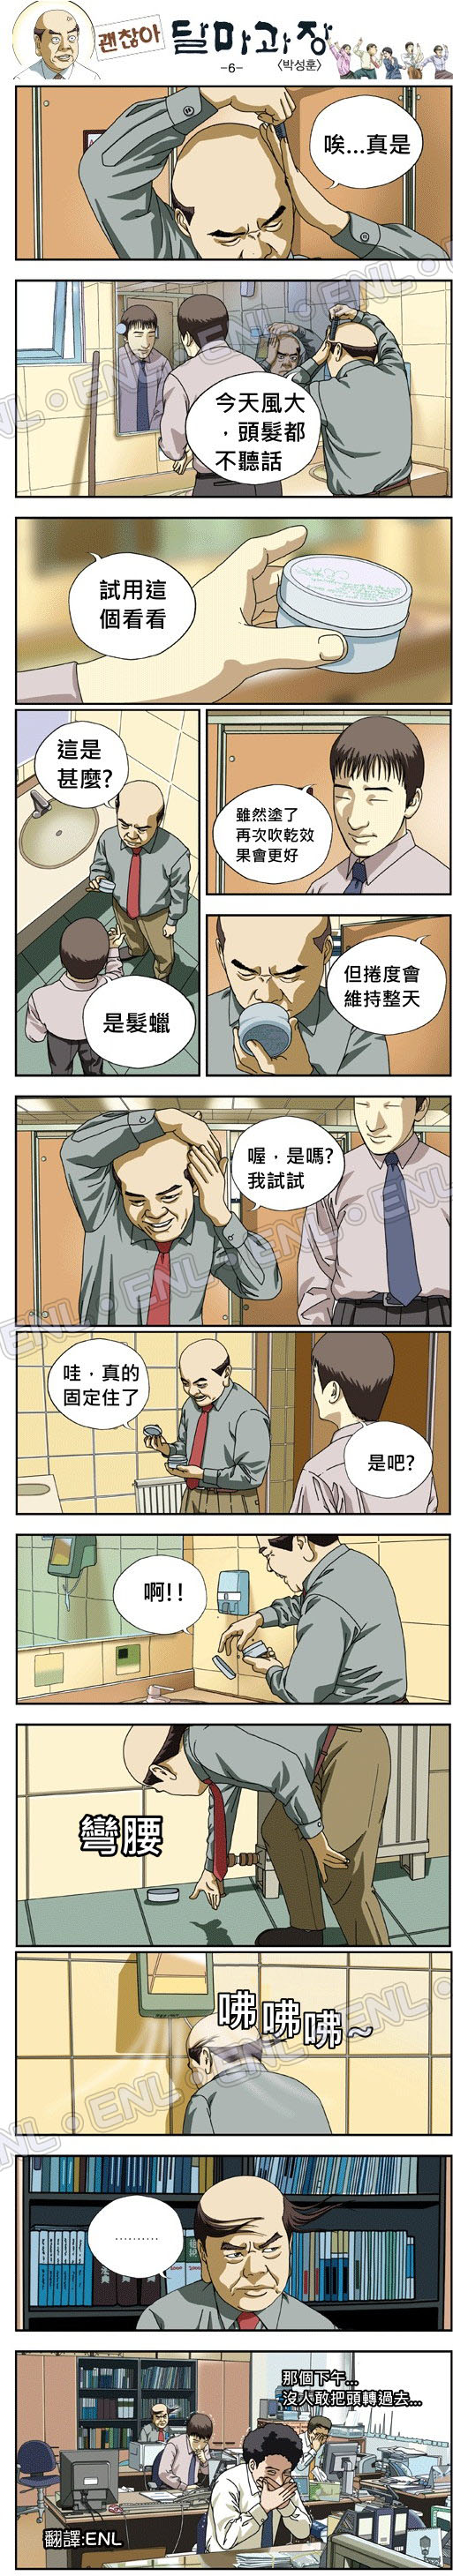 괜찮아 달마과장
-6-
<박성훈>
唉...真是
今天風大
，頭髮都
不聽話
試用這
個看看
這是
甚麼?
是髮蠟
雖然塗了
再次吹乾效
果會更好
但捲度會
維持整天
喔，是嗎?
我試試
哇，真的
固定住了
是吧?
啊!!
彎腰
咈咈咈~
..........
那個下午...
沒人敢把頭轉過去...
翻譯:ENL